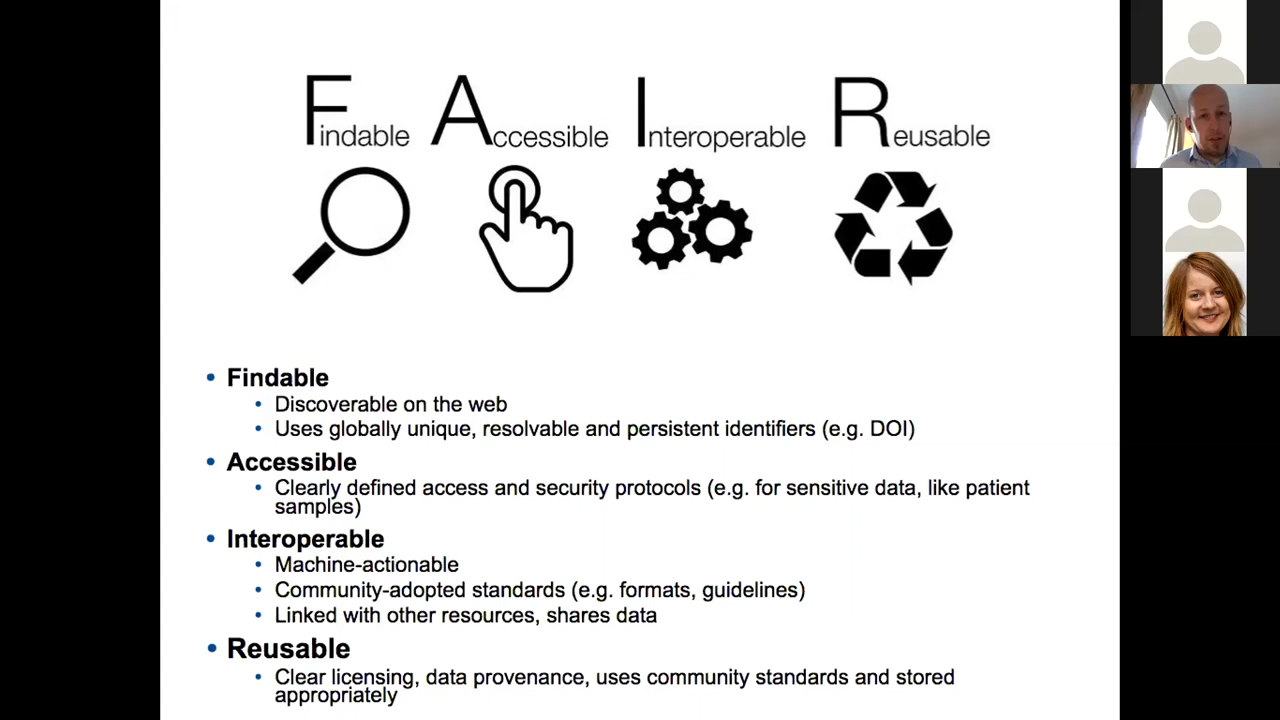 Findable Accessible Interoperable Reusable
• Findable
• Discoverable on the web
• Uses globally unique, resolvable and persistent identifiers (e.g. DOI)
• Accessible
• Clearly defined access and security protocols (e.g. for sensitive data, like patient
samples)
• Interoperable
• Machine-actionable
• Community-adopted standards (e.g. formats, guidelines)
• Linked with other resources, shares data
• Reusable
• Clear licensing, data provenance, uses community standards and stored
appropriately